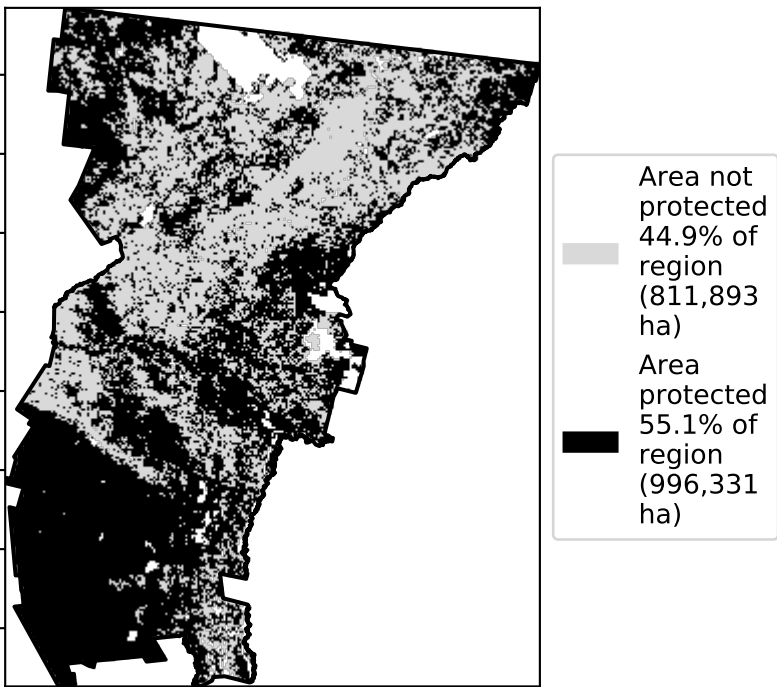 Area not
protected
44.9% of
region
(811,893
ha)
Area
protected
55.1% of
region
(996,331
ha)